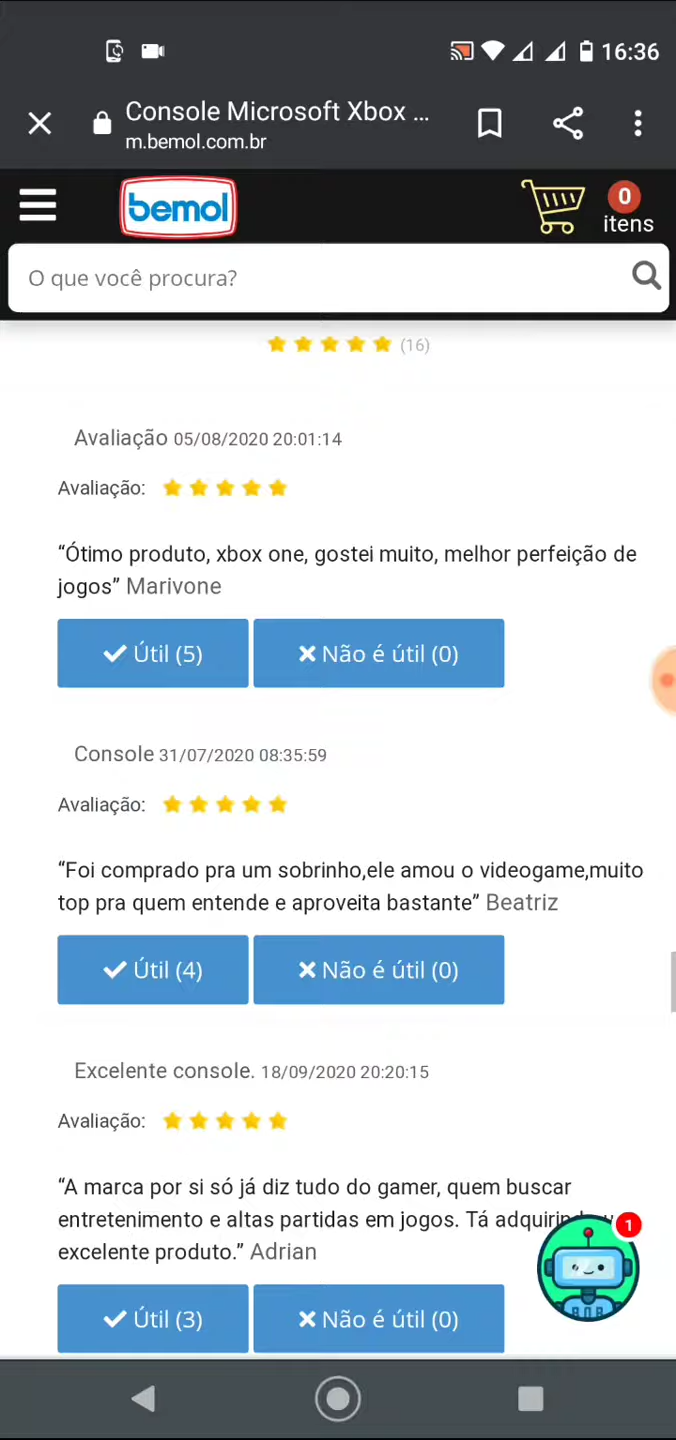 16:36
Console Microsoft Xbox ...
m.bemol.com.br
bemol
0
itens
O que você procura?
(16)
Avaliação 05/08/2020 20:01:14
Avaliação:
“Ótimo produto, xbox one, gostei muito, melhor perfeição de
jogos” Marivone
Útil (5) Não é útil (0)
Console 31/07/2020 08:35:59
Avaliação:
“Foi comprado pra um sobrinho,ele amou o videogame,muito
top pra quem entende e aproveita bastante” Beatriz
Útil (4) Não é útil (0)
Excelente console. 18/09/2020 20:20:15
Avaliação:
“A marca por si só já diz tudo do gamer, quem buscar
entretenimento e altas partidas em jogos. Tá
excelente produto.” Adrian
1
BOB
Útil (3) Não é útil (0)